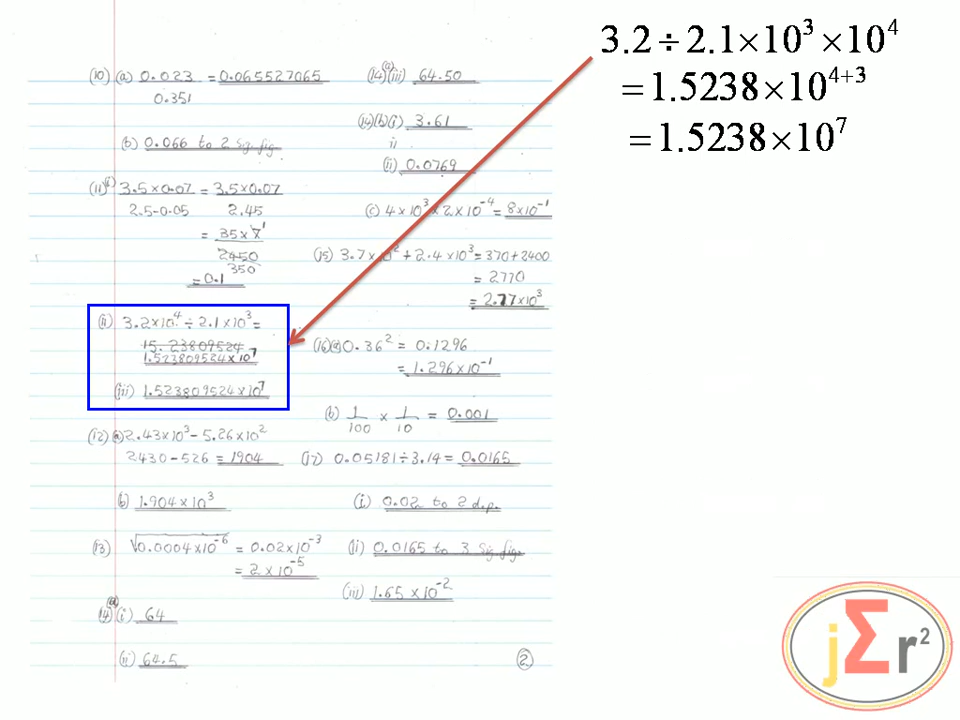 3.2÷2.1×10³×10⁴
=1.5238×10⁴⁺³
=1.5238×10⁷
(10) (a) 0.023 = 0.065527065
0.351
(b) 0.066 to 2 sig.fig.
(11)(i) 3.5×0.07 = 3.5×0.07
2.5-0.05 2.45
= 35×7 1
2450
350
=0.1
(ii) 3.2×10⁴ ÷ 2.1×10³=
15.23809524
1.523809524×10⁷
(iii) 1.523809524×10⁷
(12)(a) 2.43×10³-5.26×10²
2430-526 = 1904
(b) 1.904×10³
(13) √0.0004×10⁻⁶ = 0.02×10⁻³
= 2×10⁻⁵
14(a)(i) 64
(ii) 64.5
(14)(a)(iii) 64.50
(14)(b)(i) 3.61
(ii) 0.0769
(c) 4×10³×2×10⁻⁴=8×10⁻¹
(15) 3.7×10²+2.4×10³=370+2400
= 2770
= 2.77×10³
(16)(a) 0.36² = 0.1296
= 1.296×10⁻¹
(b) 1 × 1 = 0.001
100 10
(17) 0.05181÷3.14=0.0165
(i) 0.02 to 2 d.p.
(ii) 0.0165 to 3 sig.figs
(iii) 1.65×10⁻²
(2)
jΣr²